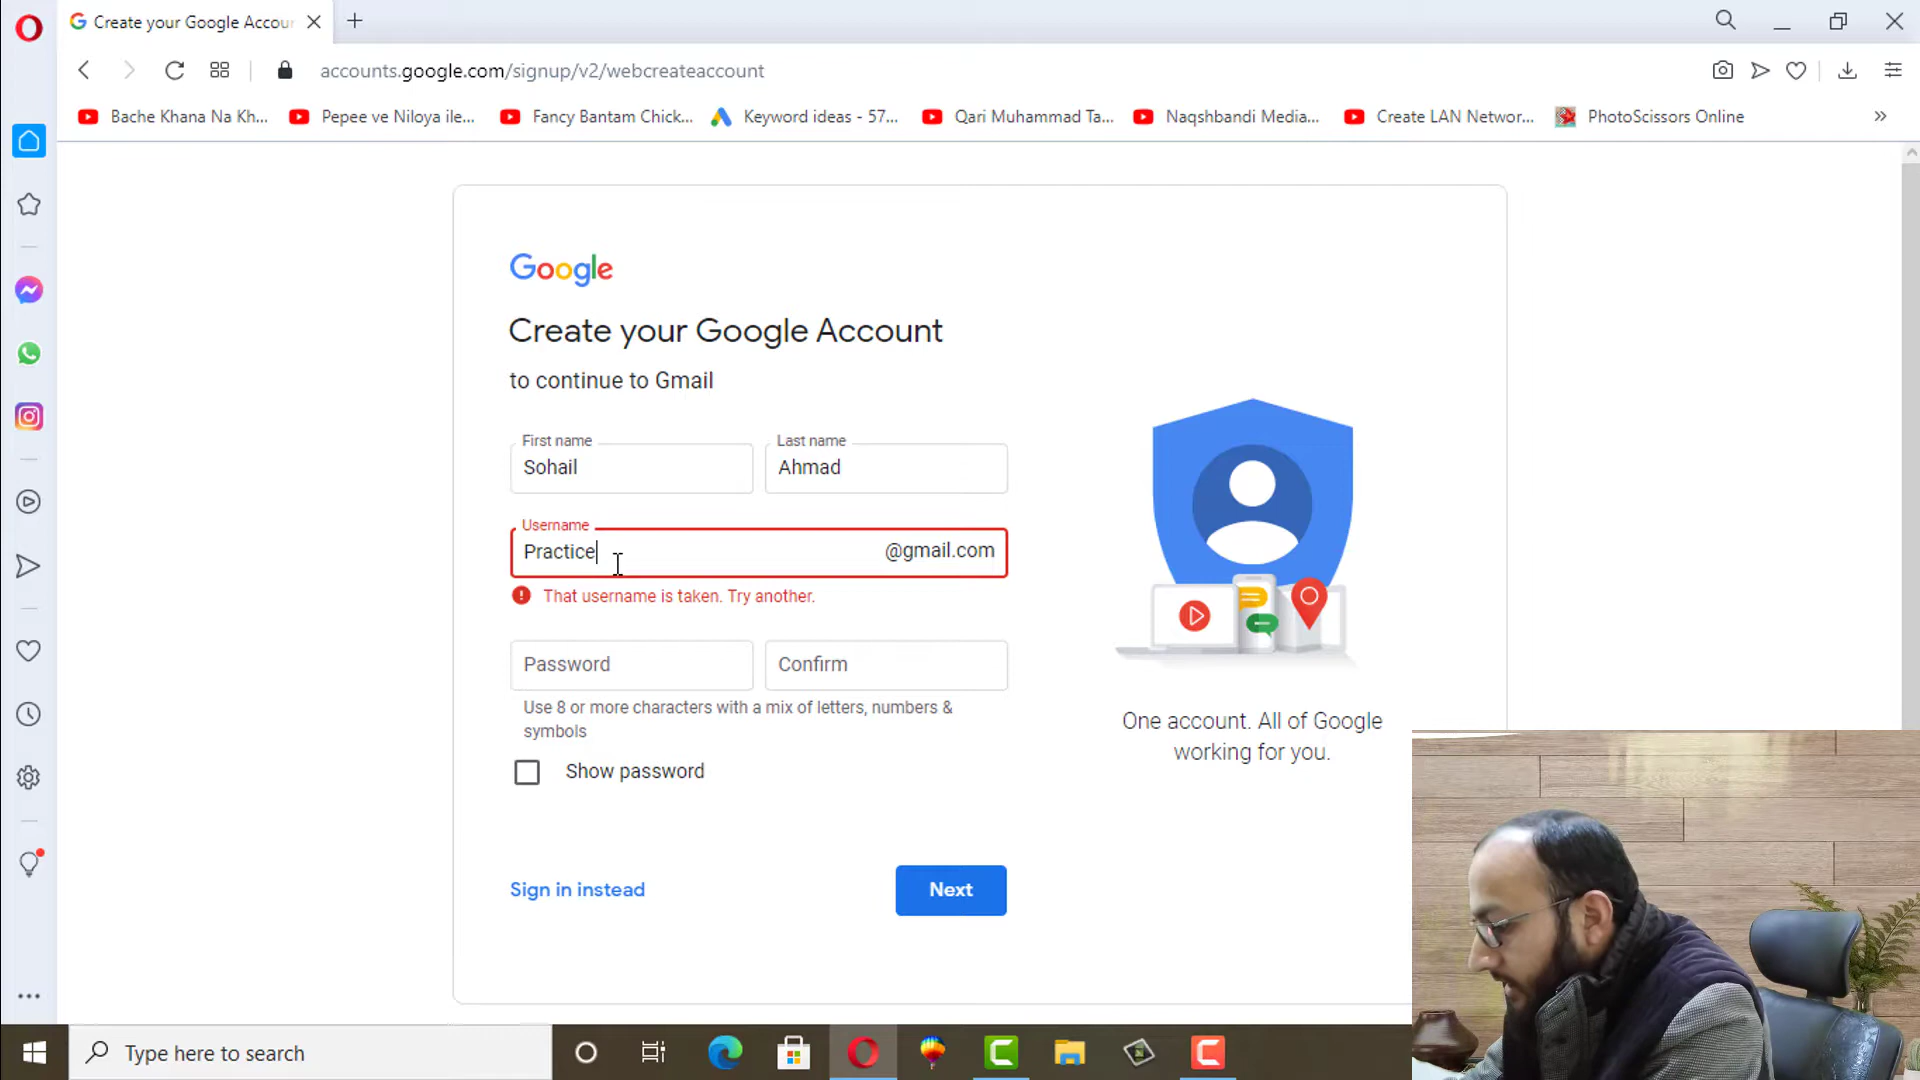 Create your Google Accour
accounts.google.com/signup/v2/webcreateaccount
Bache Khana Na Kh...
Pepee ve Niloya ile...
Fancy Bantam Chick...
Keyword ideas - 57...
Qari Muhammad Ta...
Naqshbandi Media...
Create LAN Networ...
PhotoScissors Online
Google
Create your Google Account
to continue to Gmail
First name
Sohail
Last name
Ahmad
Username
Practice
@gmail.com
That username is taken. Try another.
Password
Confirm
Use 8 or more characters with a mix of letters, numbers &
symbols
Show password
Sign in instead
Next
One account. All of Google
working for you.
Type here to search